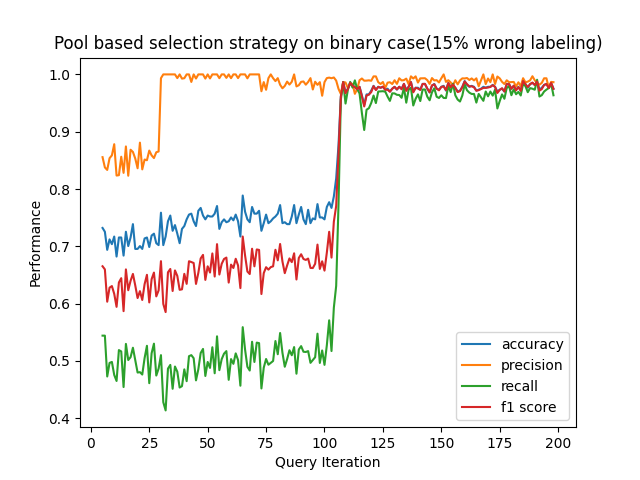 Pool based selection strategy on binary case(15% wrong labeling)
1.0
0.9
0.8
0.7
0.6
0.5
0.4
Performance
accuracy
precision
recall
f1 score
0 25 50 75 100 125 150 175 200
Query Iteration